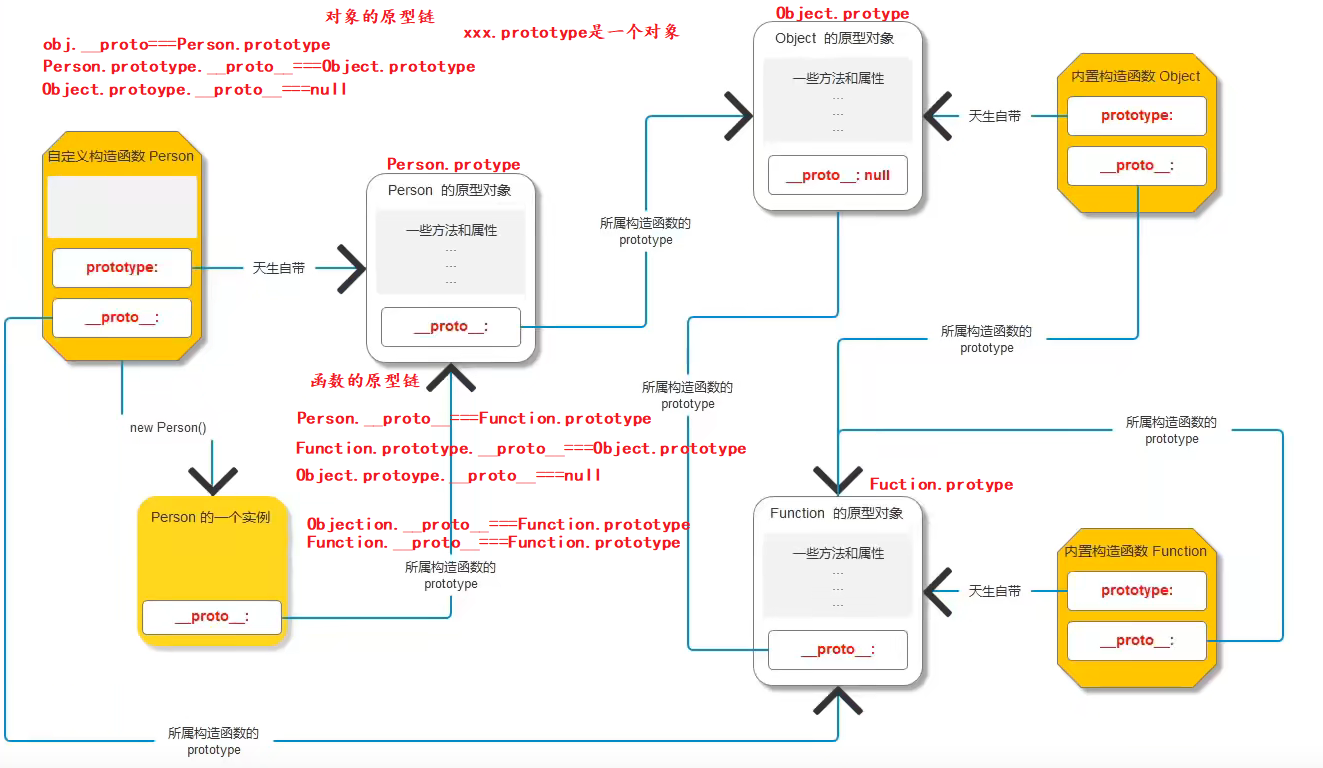 对象的原型链
obj.__proto===Person.prototype
Person.prototype.__proto__===Object.prototype
Object.protoype.__proto__===null
xxx.prototype是一个对象
Object.protype
Object 的原型对象
一些方法和属性
...
...
...
__proto__: null
天生自带
内置构造函数 Object
prototype:
__proto__:
自定义构造函数 Person
prototype:
__proto__:
天生自带
Person.protype
Person 的原型对象
一些方法和属性
...
...
...
__proto__:
所属构造函数的
prototype
所属构造函数的
prototype
所属构造函数的
prototype
函数的原型链
Person.__proto__===Function.prototype
Function.prototype.__proto__===Object.prototype
Object.protoype.__proto__===null
Objection.__proto__===Function.prototype
Function.__proto__===Function.prototype
new Person()
Person 的一个实例
__proto__:
所属构造函数的
prototype
所属构造函数的
prototype
Fuction.protype
Function 的原型对象
一些方法和属性
...
...
...
__proto__:
天生自带
内置构造函数 Function
prototype:
__proto__:
所属构造函数的
prototype